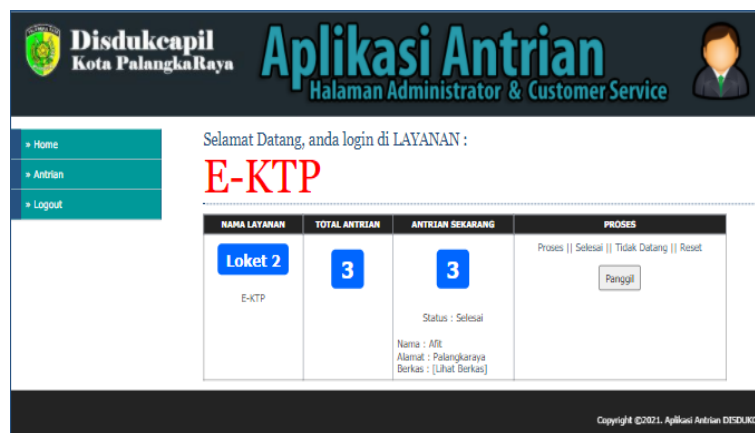 Disdukcapil
Kota PalangkaRaya
Aplikasi Antrian
Halaman Administrator & Customer Service
» Home
» Antrian
» Logout
Selamat Datang, anda login di LAYANAN :
E-KTP
NAMA LAYANAN TOTAL ANTRIAN ANTRIAN SEKARANG PROSES
Loket 2
E-KTP
3
3
Status : Selesai
Nama : Afit
Alamat : Palangkaraya
Berkas : [Lihat Berkas]
Proses || Selesai || Tidak Datang || Reset
Panggil
Copyright ©2021. Aplikasi Antrian DISDUKC